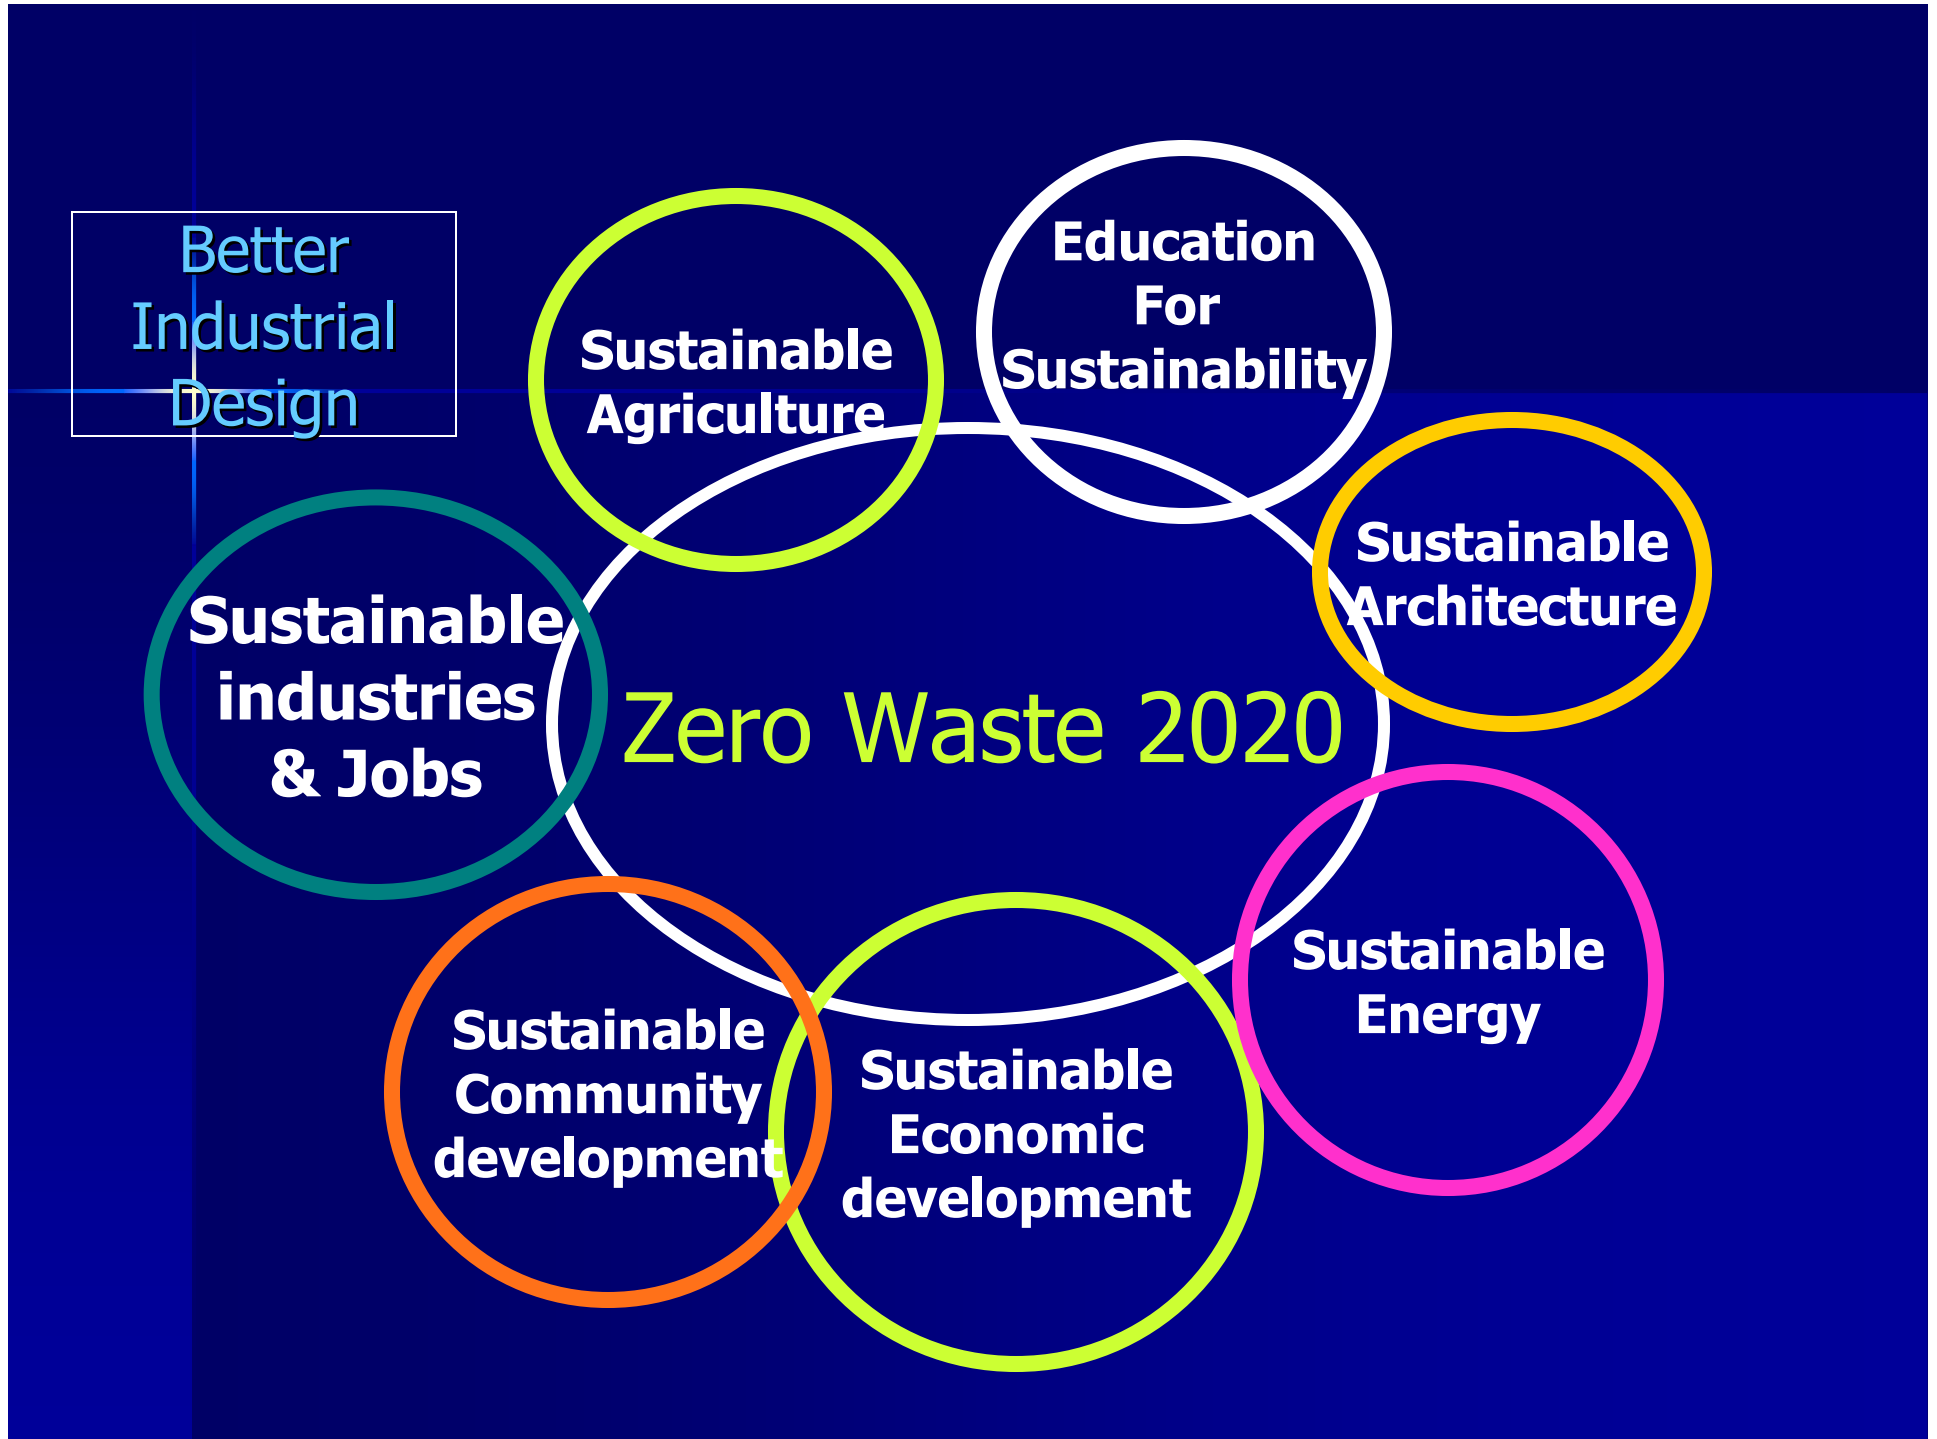 Better
Industrial
Design
Sustainable
Agriculture
Education
For
Sustainability
Sustainable
Architecture
Sustainable
industries
& Jobs
Zero Waste 2020
Sustainable
Energy
Sustainable
Community
development
Sustainable
Economic
development